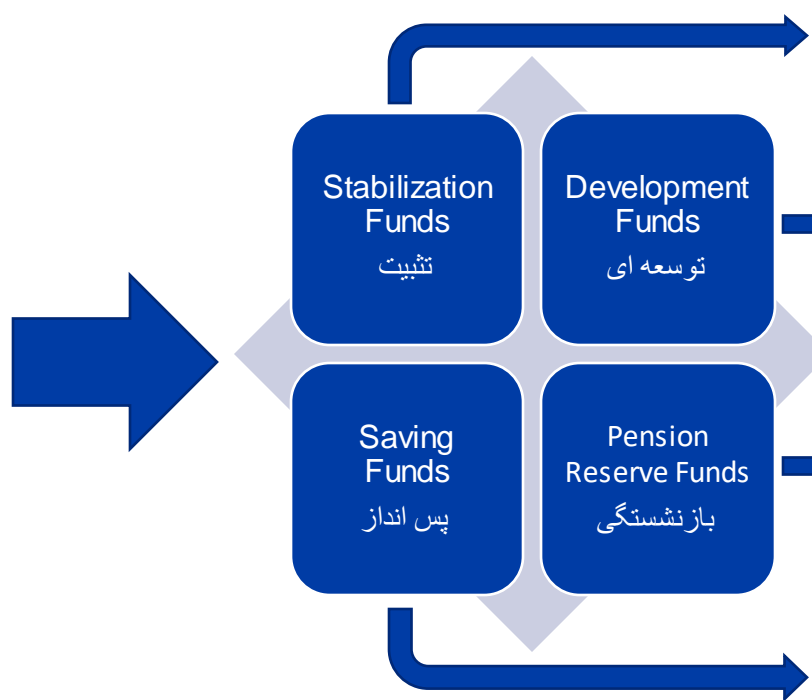 Stabilization
Funds
تثبیت
Development
Funds
توسعه ای
Saving
Funds
پس انداز
Pension
Reserve Funds
بازنشستگی